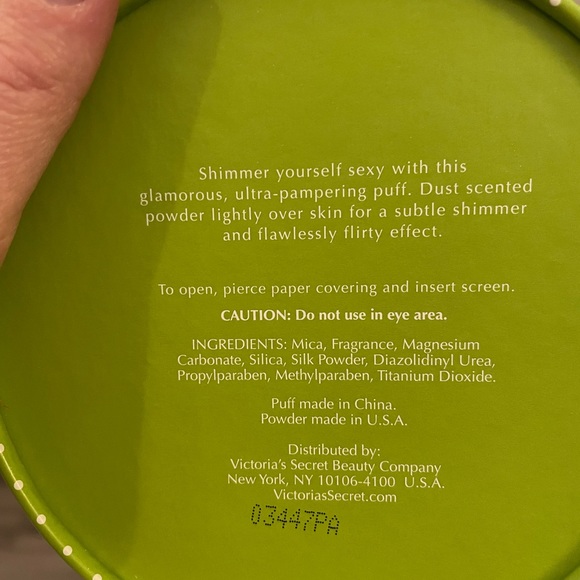 Shimmer yourself sexy with this
glamorous, ultra-pampering puff. Dust scented
powder lightly over skin for a subtle shimmer
and flawlessly flirty effect.
To open, pierce paper covering and insert screen.
CAUTION: Do not use in eye area.
INGREDIENTS: Mica, Fragrance, Magnesium
Carbonate, Silica, Silk Powder, Diazolidinyl Urea,
Propylparaben, Methylparaben, Titanium Dioxide.
Puff made in China.
Powder made in U.S.A.
Distributed by:
Victoria's Secret Beauty Company
New York, NY 10106-4100 U.S.A.
VictoriasSecret.com
03447PA